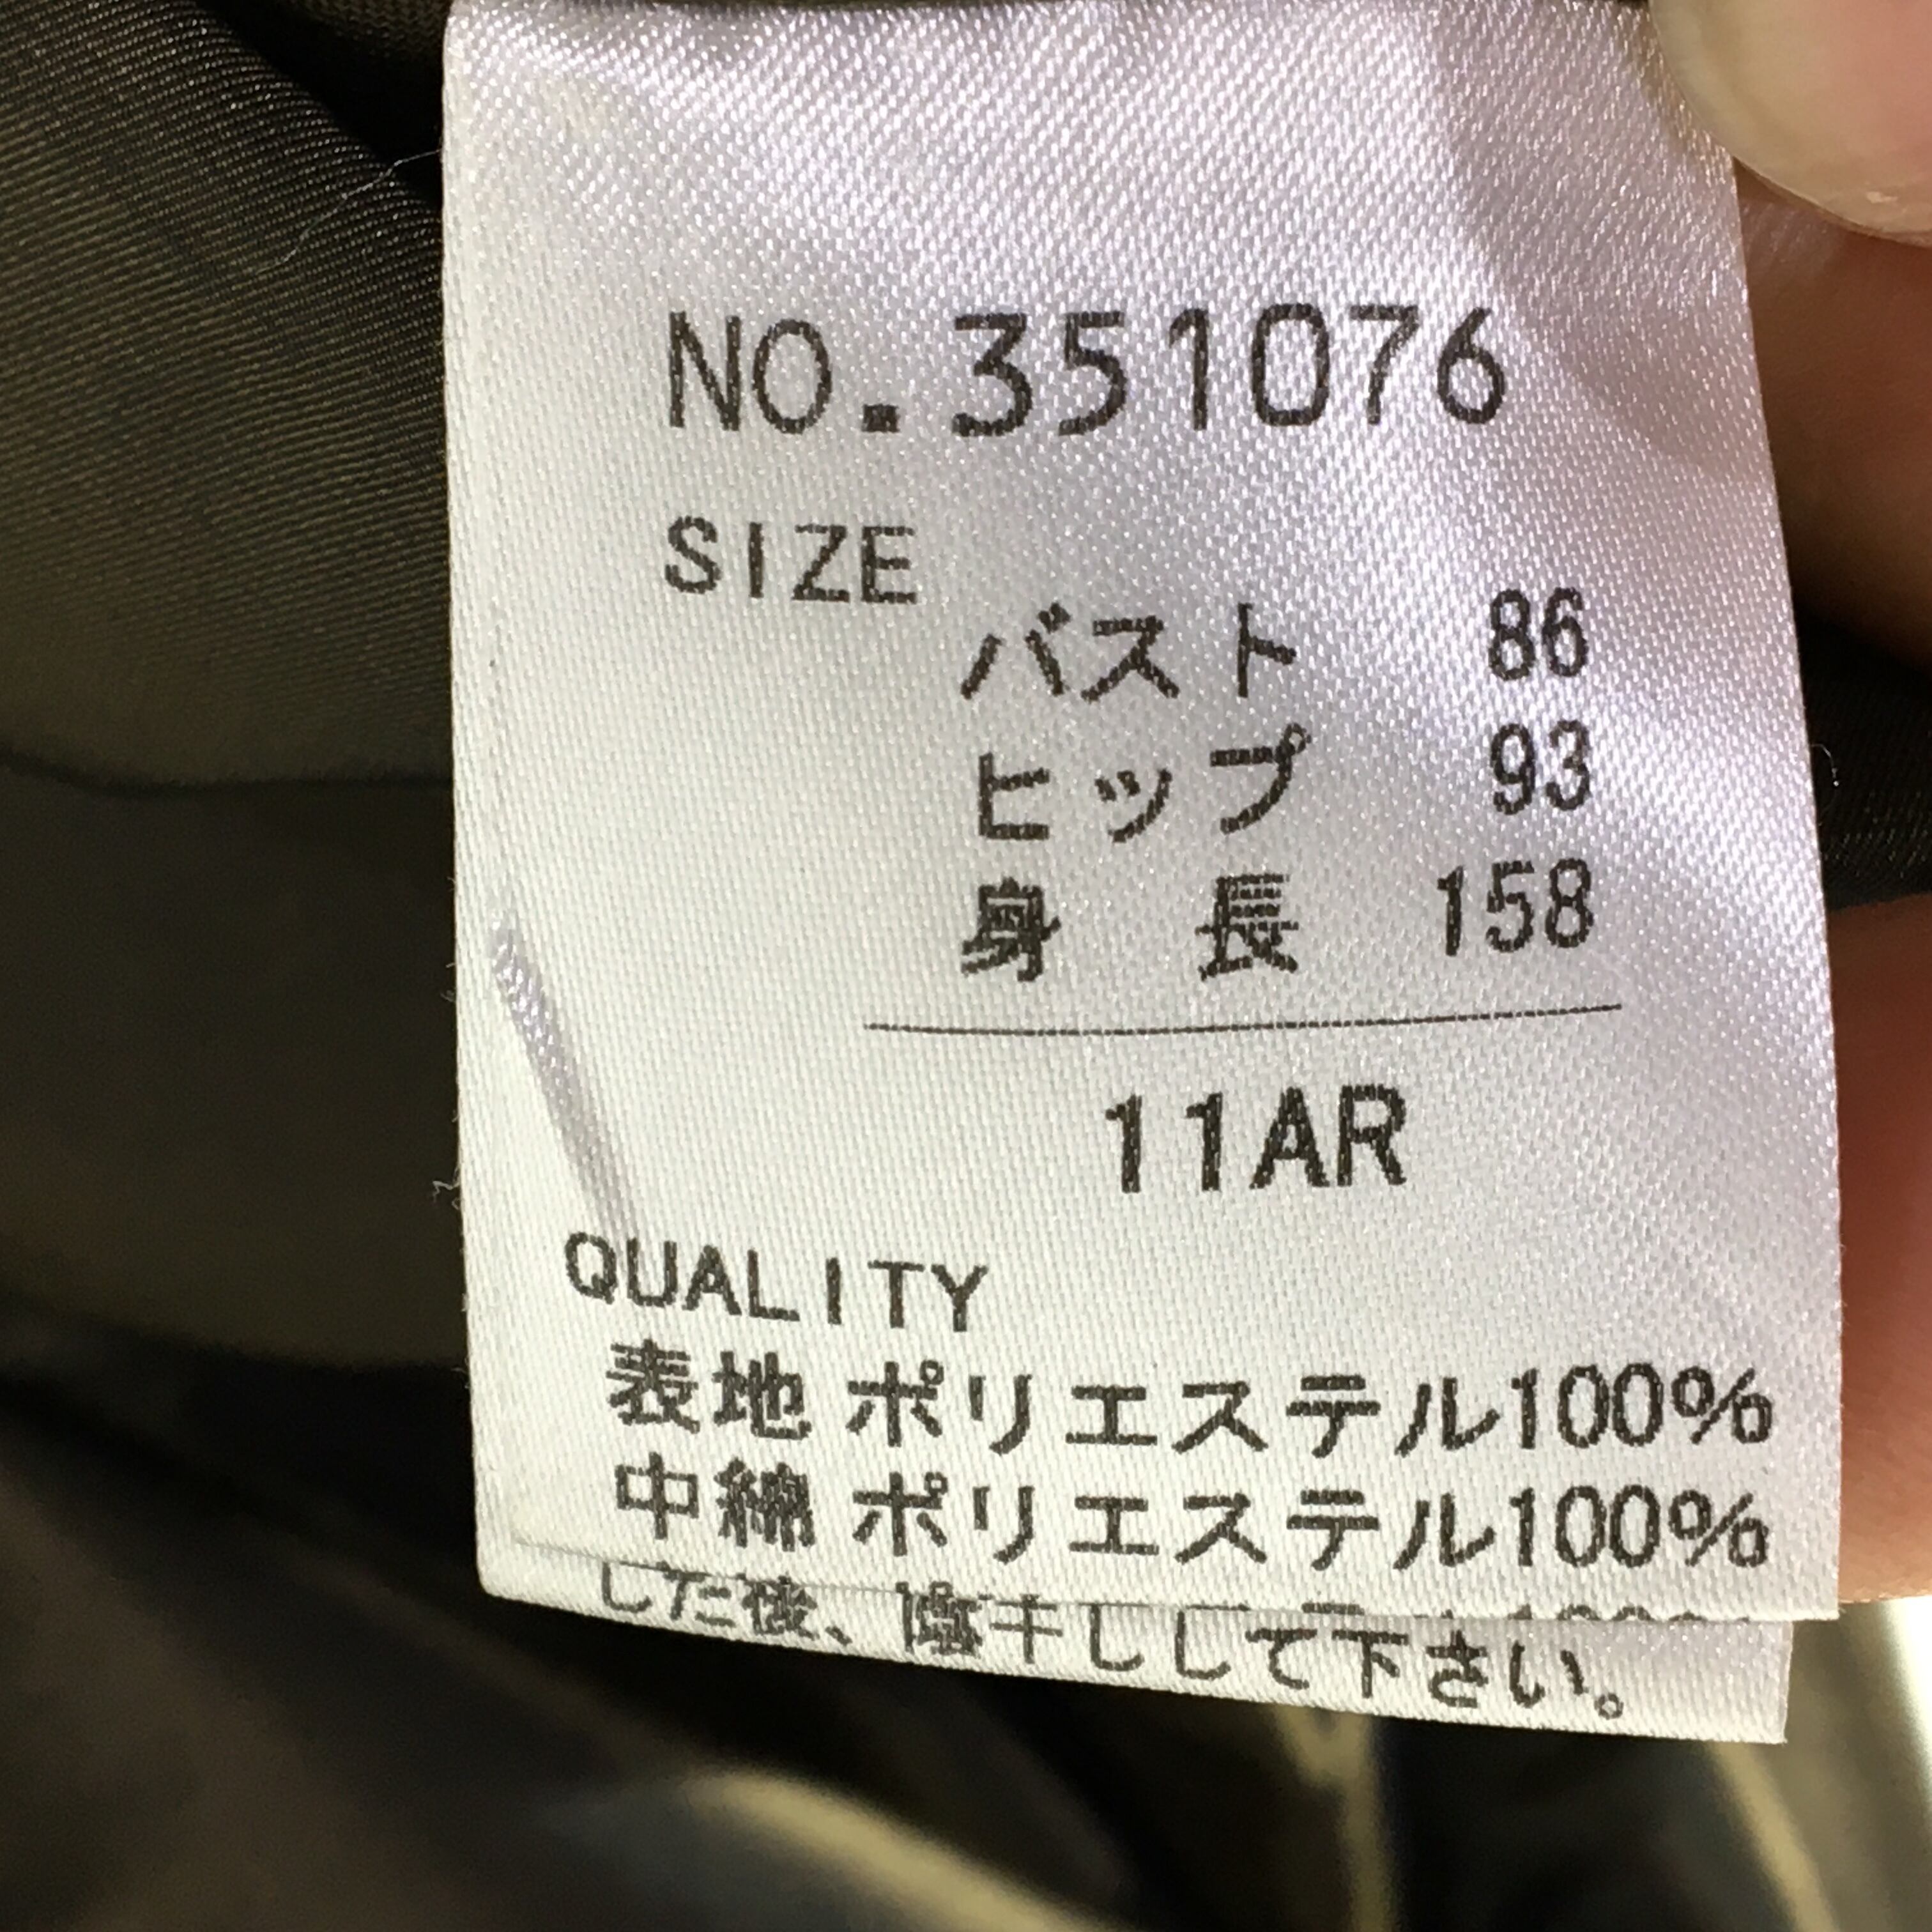 NO.351076
SIZE
バスト 86
ヒップ 93
身 長 158
11AR
QUALITY
表地 ポリエステル100%
中綿 ポリエステル100%
した後、陰干しして下さい。